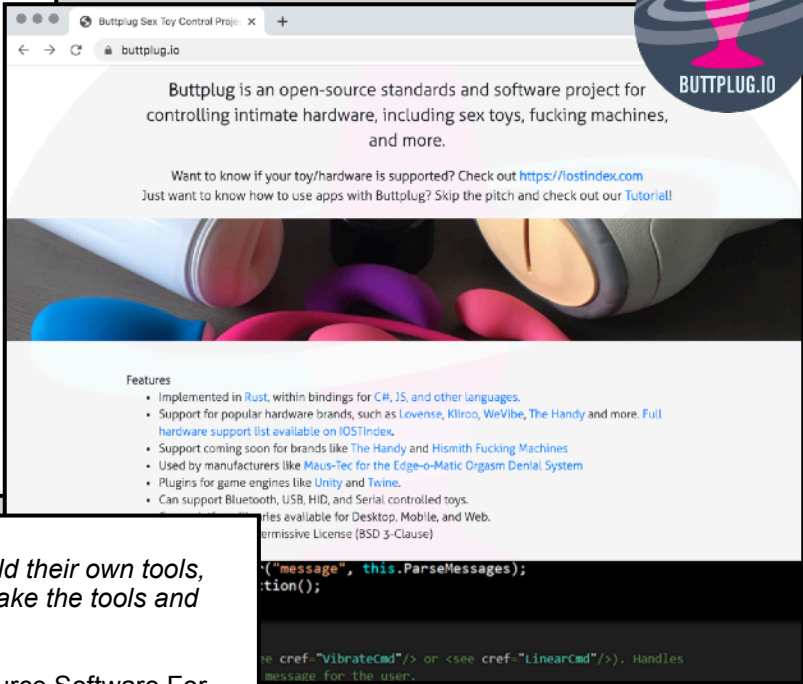 Buttplug Sex Toy Control Proje
buttplug.io
BUTTPLUG.IO
Buttplug is an open-source standards and software project for
controlling intimate hardware, including sex toys, fucking machines,
and more.
Want to know if your toy/hardware is supported? Check out https://iostindex.com
Just want to know how to use apps with Buttplug? Skip the pitch and check out our Tutorial!
Features
• Implemented in Rust, within bindings for C#, JS, and other languages.
• Support for popular hardware brands, such as Lovense, Kiiroo, WeVibe, The Handy and more. Full
hardware support list available on IOSTIndex.
• Support coming soon for brands like The Handy and Hismith Fucking Machines
• Used by manufacturers like Maus-Tec for the Edge-o-Matic Orgasm Denial System
• Plugins for game engines like Unity and Twine.
• Can support Bluetooth, USB, HID, and Serial controlled toys.
ries available for Desktop, Mobile, and Web.
ermissive License (BSD 3-Clause)
ld their own tools,
ake the tools and
urce Software For
r("message", this.ParseMessages);
ction();
ee cref="VibrateCmd"/> or <see cref="LinearCmd"/>). Handles
message for the user.